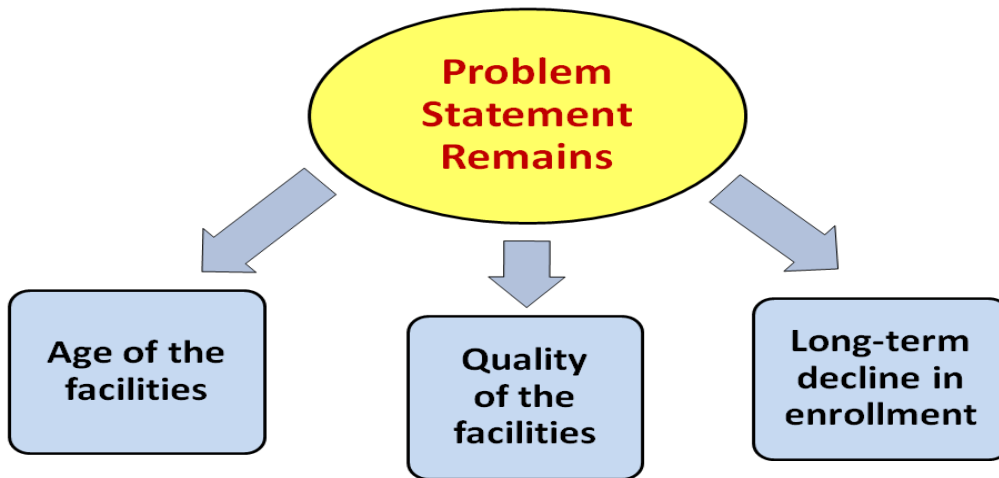 Problem
Statement
Remains
Age of the
facilities
Quality
of the
facilities
Long-term
decline in
enrollment